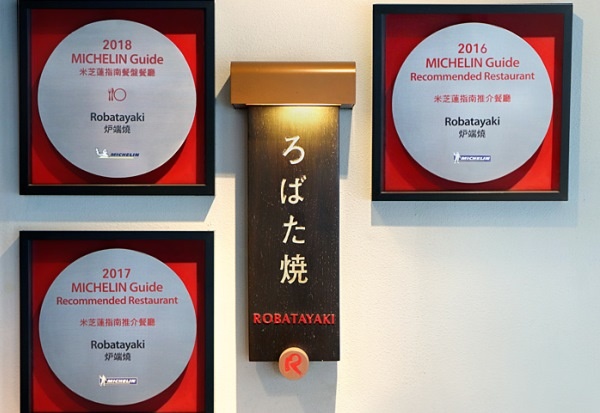 2018
MICHELIN Guide
米芝蓮指南餐盤餐廳
Robatayaki
炉端燒
MICHELIN
2017
MICHELIN Guide
Recommended Restaurant
米芝蓮指南推介餐廳
Robatayaki
炉端燒
MICHELIN
ろばた焼
ROBATAYAKI
R
2016
MICHELIN Guide
Recommended Restaurant
米芝蓮指南推介餐廳
Robatayaki
炉端燒
MICHELIN